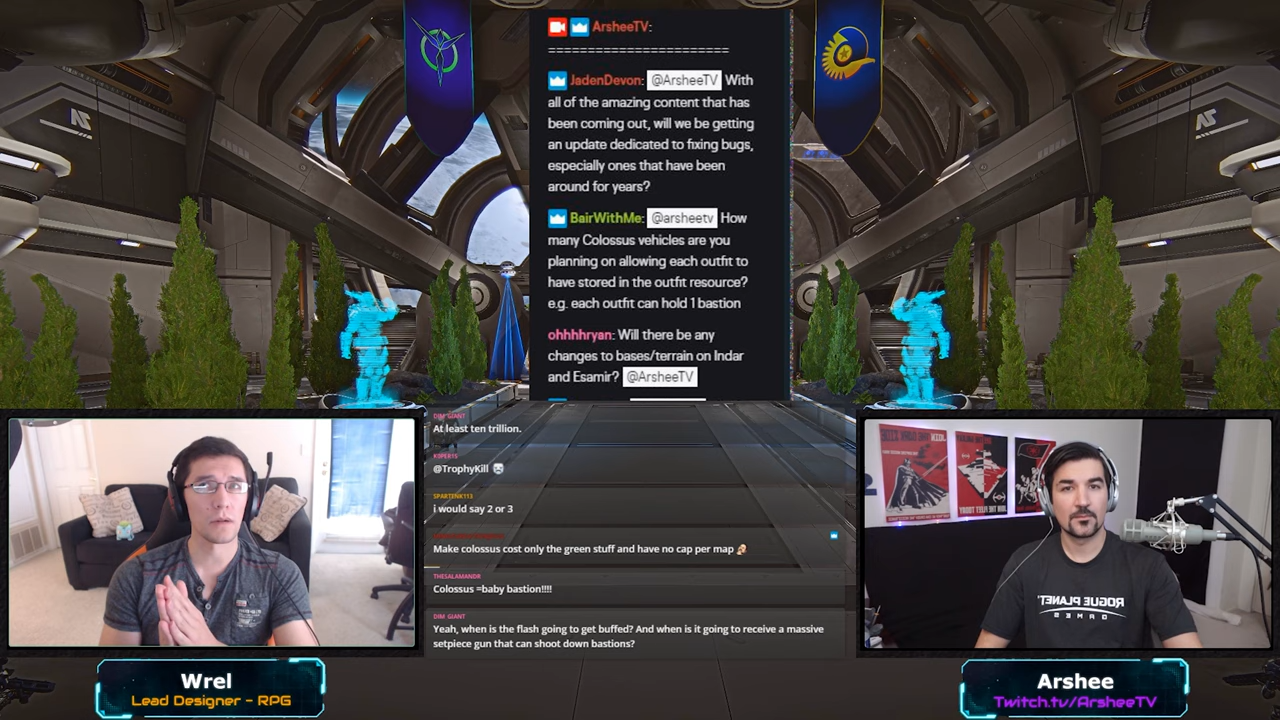 ArsheeTV:
=======================
JadenDevon: @ArsheeTV With
all of the amazing content that has
been coming out, will we be getting
an update dedicated to fixing bugs,
especially ones that have been
around for years?
BairWithMe: @arsheetv How
many Colossus vehicles are you
planning on allowing each outfit to
have stored in the outfit resource?
e.g. each outfit can hold 1 bastion
ohhhhryan: Will there be any
changes to bases/terrain on Indar
and Esamir? @ArsheeTV
DIM GIANT
At least ten trillion.
@TrophyKill
SPARTENK113
i would say 2 or 3
Make colossus cost only the green stuff and have no cap per map
THESALAMANDR
Colossus =baby bastion!!!!
DIM GIANT
Yeah, when is the flash going to get buffed? And when is it going to receive a massive
setpiece gun that can shoot down bastions?
ROGUE PLANET
GAMES
Wrel
Lead Designer - RPG
Arshee
Twitch.tv/ArsheeTV